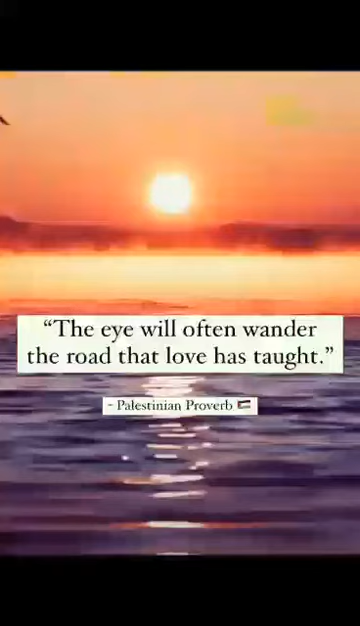 “The eye will often wander
the road that love has taught.”
- Palestinian Proverb 🇵🇸